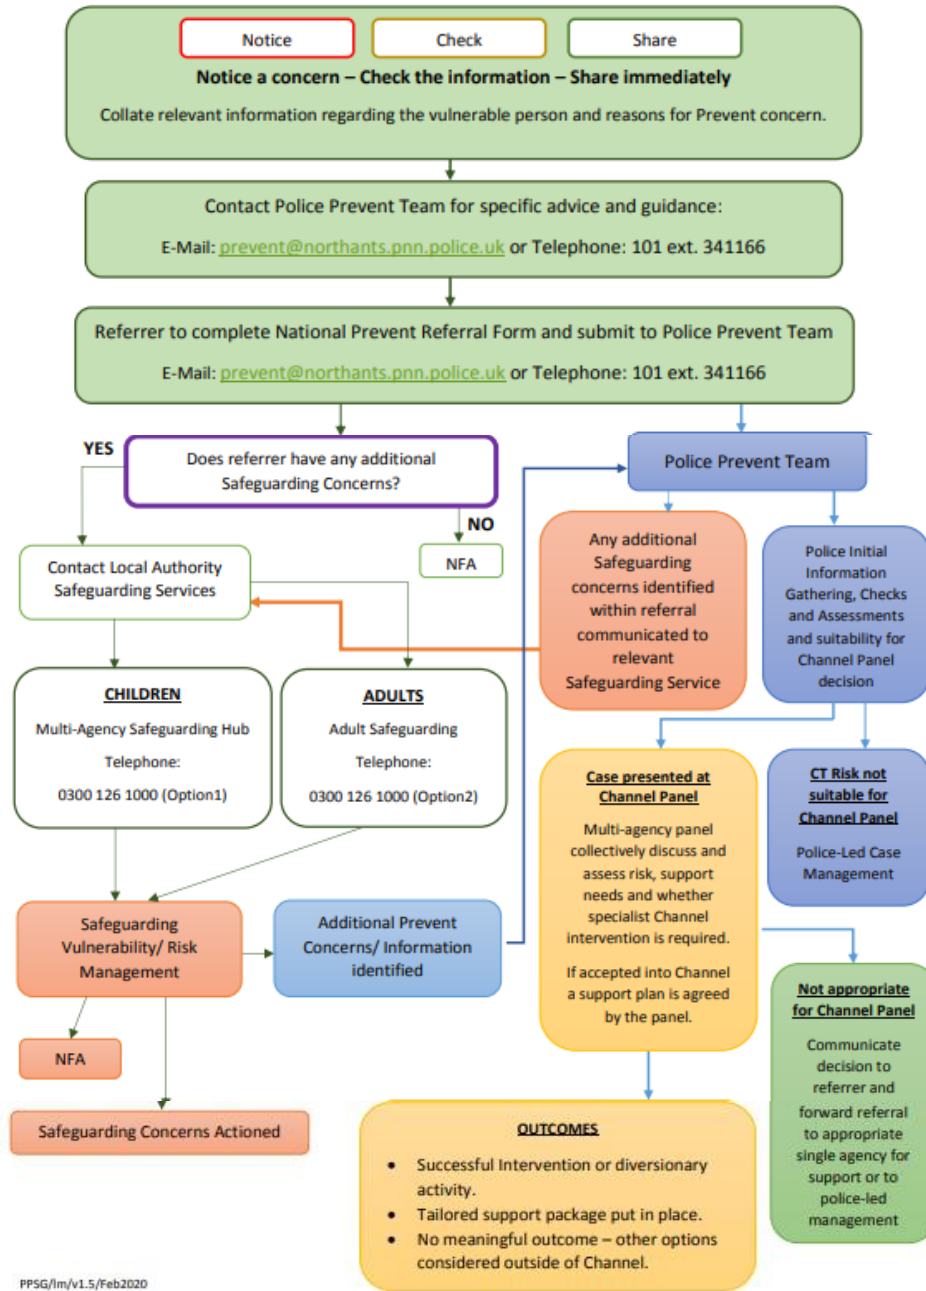 Notice
Check
Share
Notice a concern – Check the information – Share immediately
Collate relevant information regarding the vulnerable person and reasons for Prevent concern.
Contact Police Prevent Team for specific advice and guidance:
E-Mail: prevent@northants.pnn.police.uk or Telephone: 101 ext. 341166
Referrer to complete National Prevent Referral Form and submit to Police Prevent Team
E-Mail: prevent@northants.pnn.police.uk or Telephone: 101 ext. 341166
YES
Does referrer have any additional
Safeguarding Concerns?
NO
NFA
Police Prevent Team
Contact Local Authority
Safeguarding Services
Any additional
Safeguarding
concerns identified
within referral
communicated to
relevant
Safeguarding Service
Police Initial
Information
Gathering, Checks
and Assessments
and suitability for
Channel Panel
decision
CHILDREN
Multi-Agency Safeguarding Hub
Telephone:
0300 126 1000 (Option1)
ADULTS
Adult Safeguarding
Telephone:
0300 126 1000 (Option2)
Case presented at
Channel Panel
Multi-agency panel
collectively discuss and
assess risk, support
needs and whether
specialist Channel
intervention is required.
If accepted into Channel
a support plan is agreed
by the panel.
CT Risk not
suitable for
Channel Panel
Police-Led Case
Management
Safeguarding
Vulnerability/ Risk
Management
Additional Prevent
Concerns/ Information
identified
NFA
Safeguarding Concerns Actioned
Not appropriate
for Channel Panel
Communicate
decision to
referrer and
forward referral
to appropriate
single agency for
support or to
police-led
management
OUTCOMES
• Successful Intervention or diversionary
activity.
• Tailored support package put in place.
• No meaningful outcome – other options
considered outside of Channel.
PPSG/lm/v1.5/Feb2020